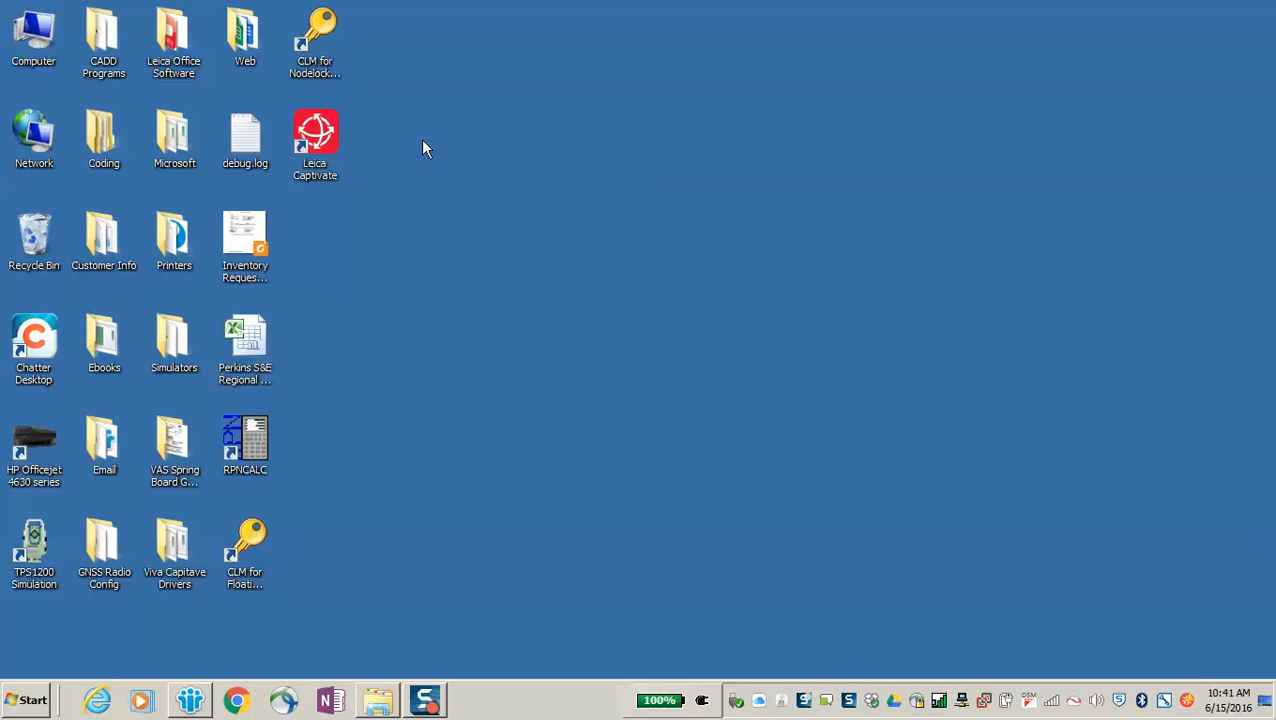 Computer
CADD
Programs
Leica Office
Software
Web
CLM for
Nodelock...
Network
Coding
Microsoft
debug.log
Leica
Captivate
Recycle Bin
Customer Info
Printers
Inventory
Reques...
Chatter
Desktop
Ebooks
Simulators
Perkins S&E
Regional ...
HP Officejet
4630 series
Email
VAS Spring
Board G...
RPNCALC
TPS1200
Simulation
GNSS Radio
Config
Viva Capitave
Drivers
CLM for
Floati...
Start
100%
10:41 AM
6/15/2016